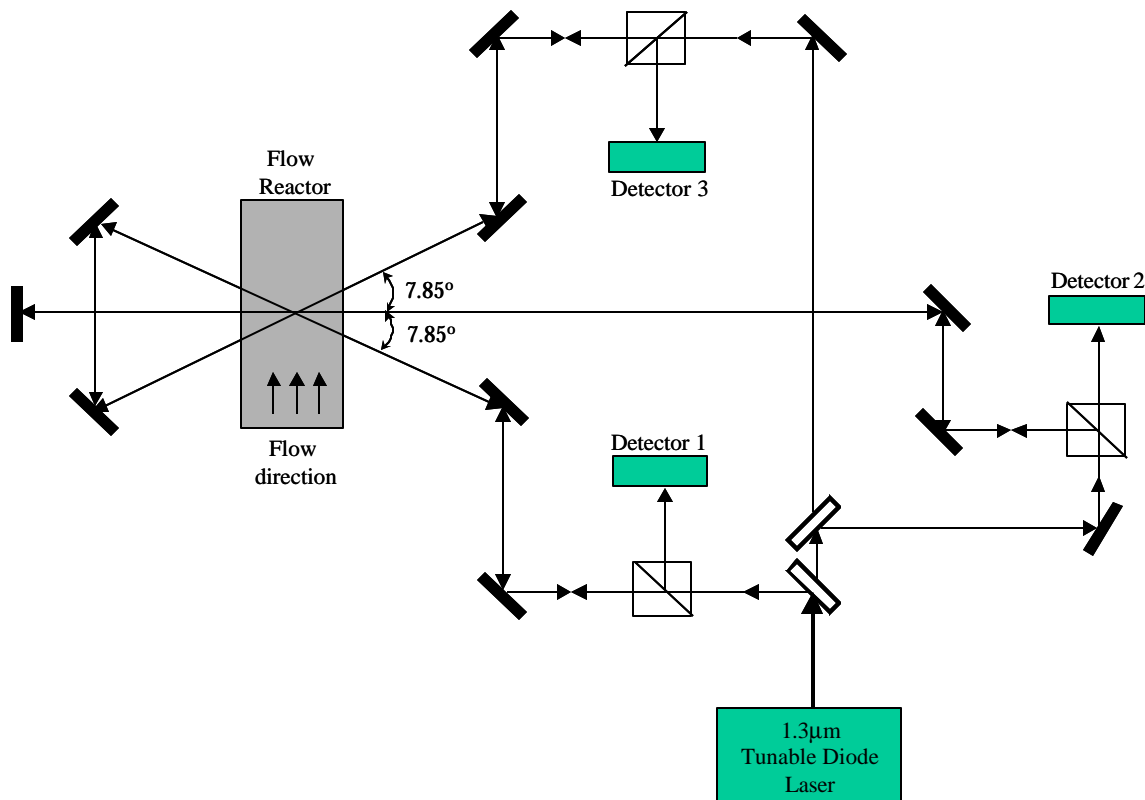 Flow
Reactor
Detector 3
7.85º
7.85º
Detector 2
Flow
direction
Detector 1
1.3µm
Tunable Diode
Laser